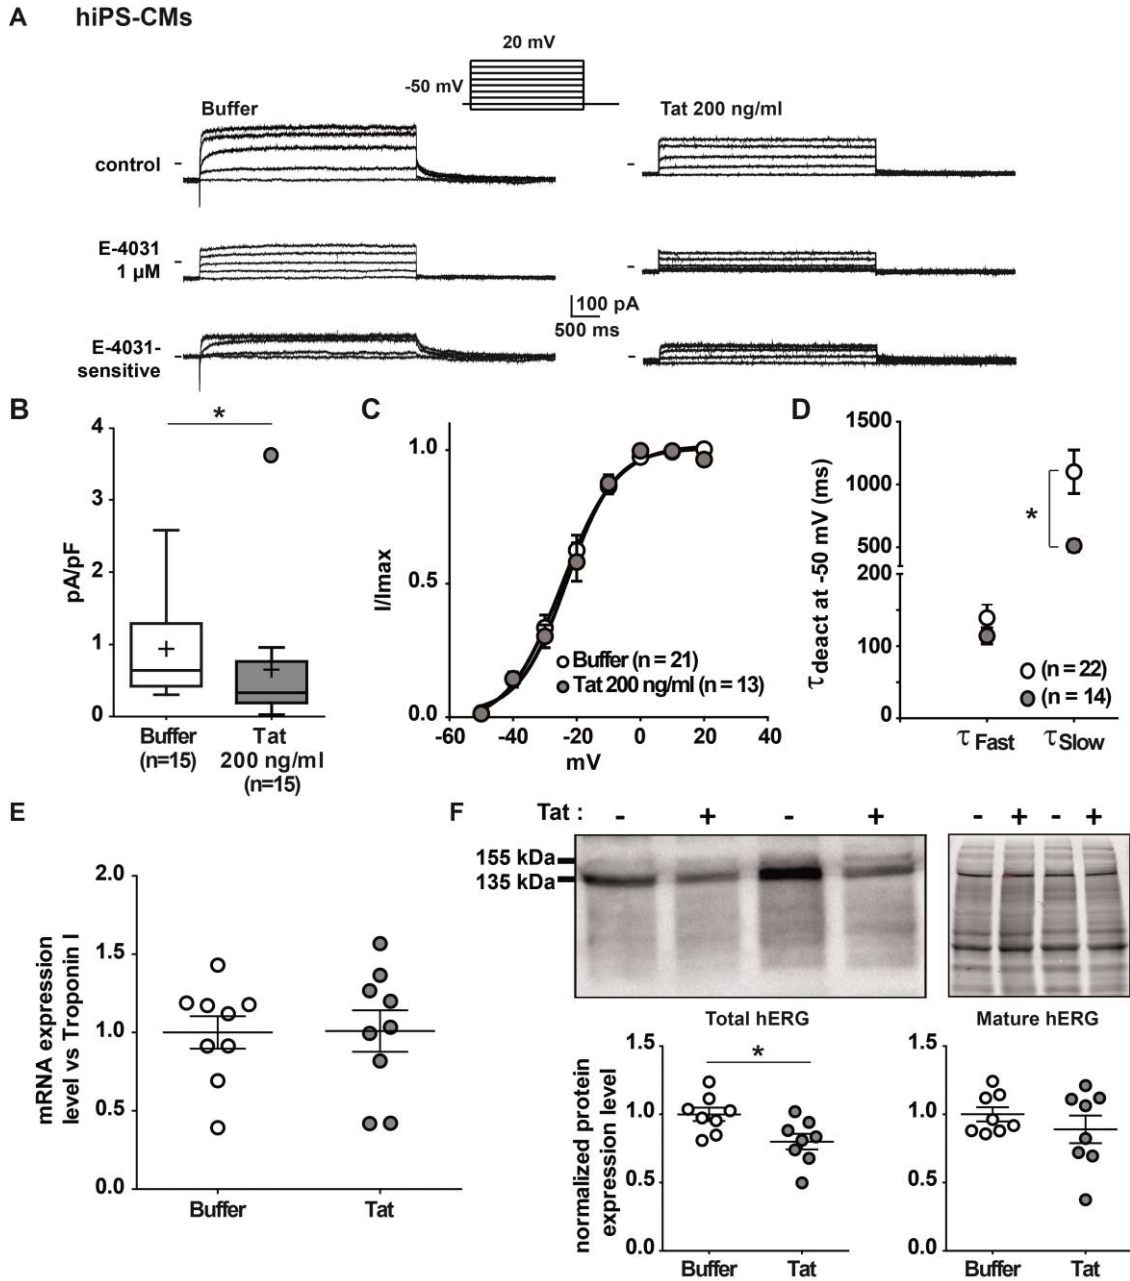 A hiPS-CMs
20 mV
-50 mV
Buffer
Tat 200 ng/ml
control
E-4031
1 µM
100 pA
500 ms
E-4031-
sensitive
B
*
4
3
2
1
0
pA/pF
Buffer
(n=15)
Tat
200 ng/ml
(n=15)
C
1.0
0.5
0.0
I/Imax
Buffer (n = 21)
Tat 200 ng/ml (n = 13)
-60 -40 -20 0 20 40
mV
D
1500
1000
500
200
100
0
τdeact at -50 mV (ms)
*
(n = 22)
(n = 14)
τFast τSlow
E
2.0
1.5
1.0
0.5
0.0
mRNA expression
level vs Troponin I
Buffer Tat
F
Tat : - + - +
- + - +
155 kDa
135 kDa
Total hERG
1.5
1.0
0.5
0.0
normalized protein
expression level
*
Buffer Tat
Mature hERG
1.5
1.0
0.5
0.0
Buffer Tat